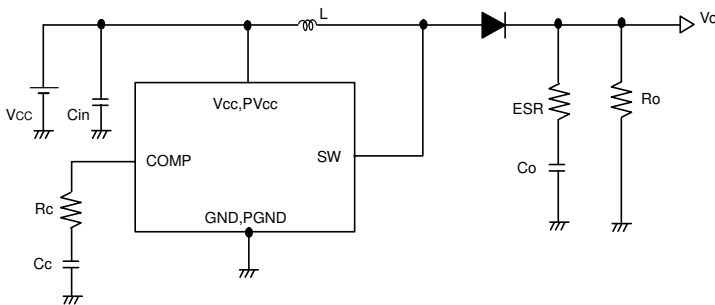 L
Vo
VCC
Cin
Vcc,PVcc
ESR
Ro
COMP
SW
Co
Rc
GND,PGND
Cc